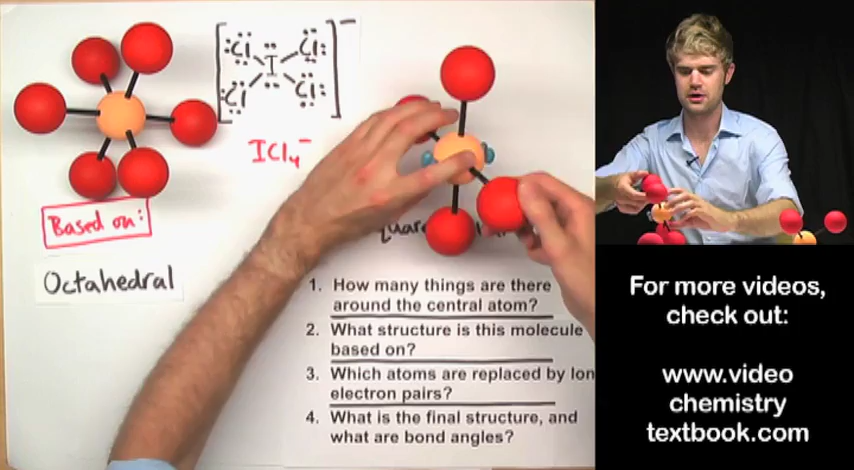 [:Cl Cl:]−
I
:Cl Cl:
ICl4−
Based on:
Octahedral
1. How many things are there
around the central atom?
2. What structure is this molecule
based on?
3. Which atoms are replaced by lon
electron pairs?
4. What is the final structure, and
what are bond angles?
For more videos,
check out:
www.video
chemistry
textbook.com